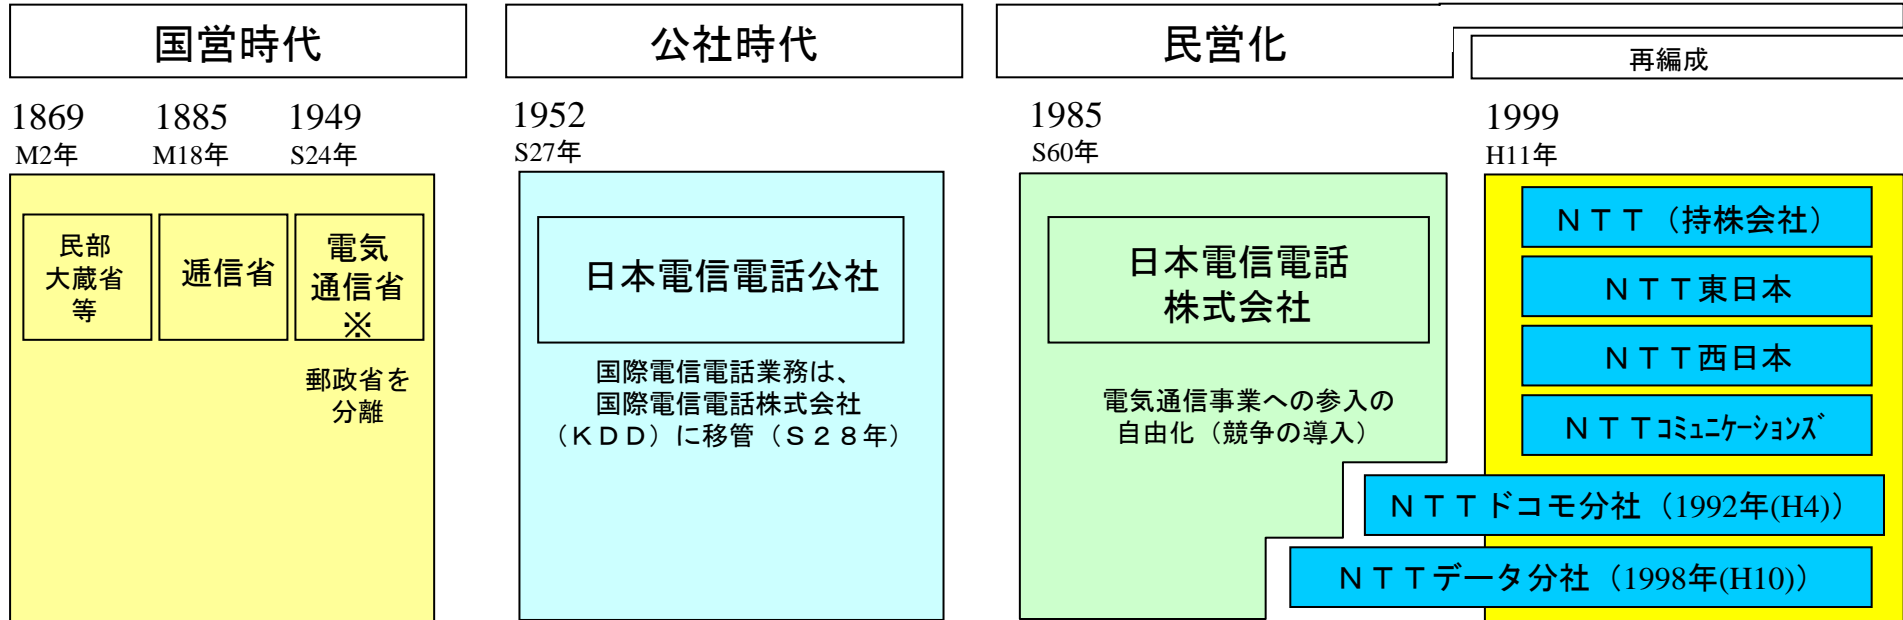 国営時代
公社時代
民営化
再編成
1869
M2年
1885
M18年
1949
S24年
1952
S27年
1985
S60年
1999
H11年
民部
大蔵省
等
逓信省
電気
通信省
※
郵政省を
分離
日本電信電話公社
国際電信電話業務は、
国際電信電話株式会社
（ＫＤＤ）に移管（Ｓ２８年）
日本電信電話
株式会社
電気通信事業への参入の
自由化（競争の導入）
ＮＴＴ（持株会社）
ＮＴＴ東日本
ＮＴＴ西日本
ＮＴＴｺﾐｭﾆｹｰｼｮﾝｽﾞ
ＮＴＴドコモ分社（1992年(H4)）
ＮＴＴデータ分社（1998年(H10)）